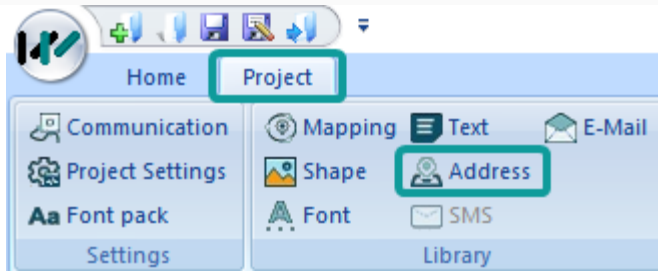 Home Project
Communication Mapping Text E-Mail
Project Settings Shape Address
Aa Font pack Font SMS
Settings Library